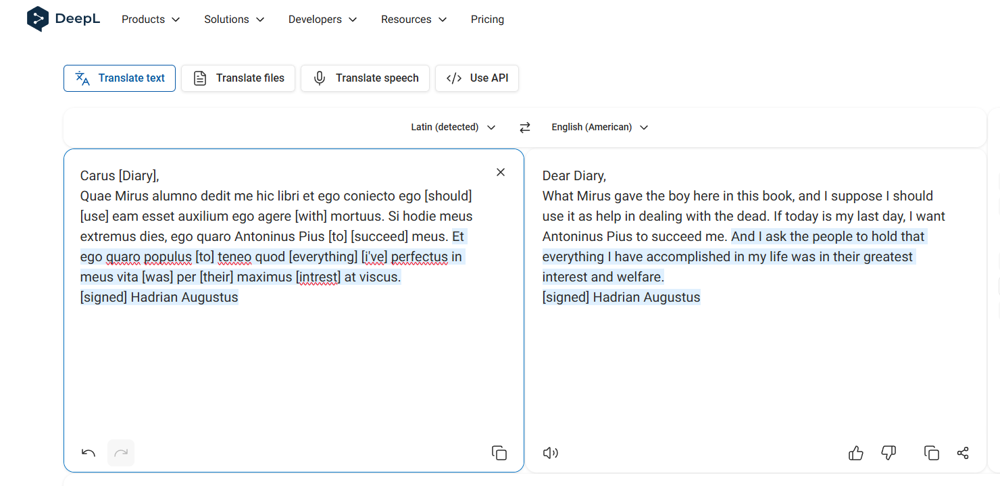 DeepL Products Solutions Developers Resources Pricing
Translate text Translate files Translate speech Use API
Latin (detected) English (American)
Carus [Diary],
Quae Mirus alumno dedit me hic libri et ego coniecto ego [should]
[use] eam esset auxilium ego agere [with] mortuus. Si hodie meus
extremus dies, ego quaro Antoninus Pius [to] [succeed] meus. Et
ego quaro populus [to] teneo quod [everything] [i've] perfectus in
meus vita [was] per [their] maximus [intrest] at viscus.
[signed] Hadrian Augustus
Dear Diary,
What Mirus gave the boy here in this book, and I suppose I should
use it as help in dealing with the dead. If today is my last day, I want
Antoninus Pius to succeed me. And I ask the people to hold that
everything I have accomplished in my life was in their greatest
interest and welfare.
[signed] Hadrian Augustus